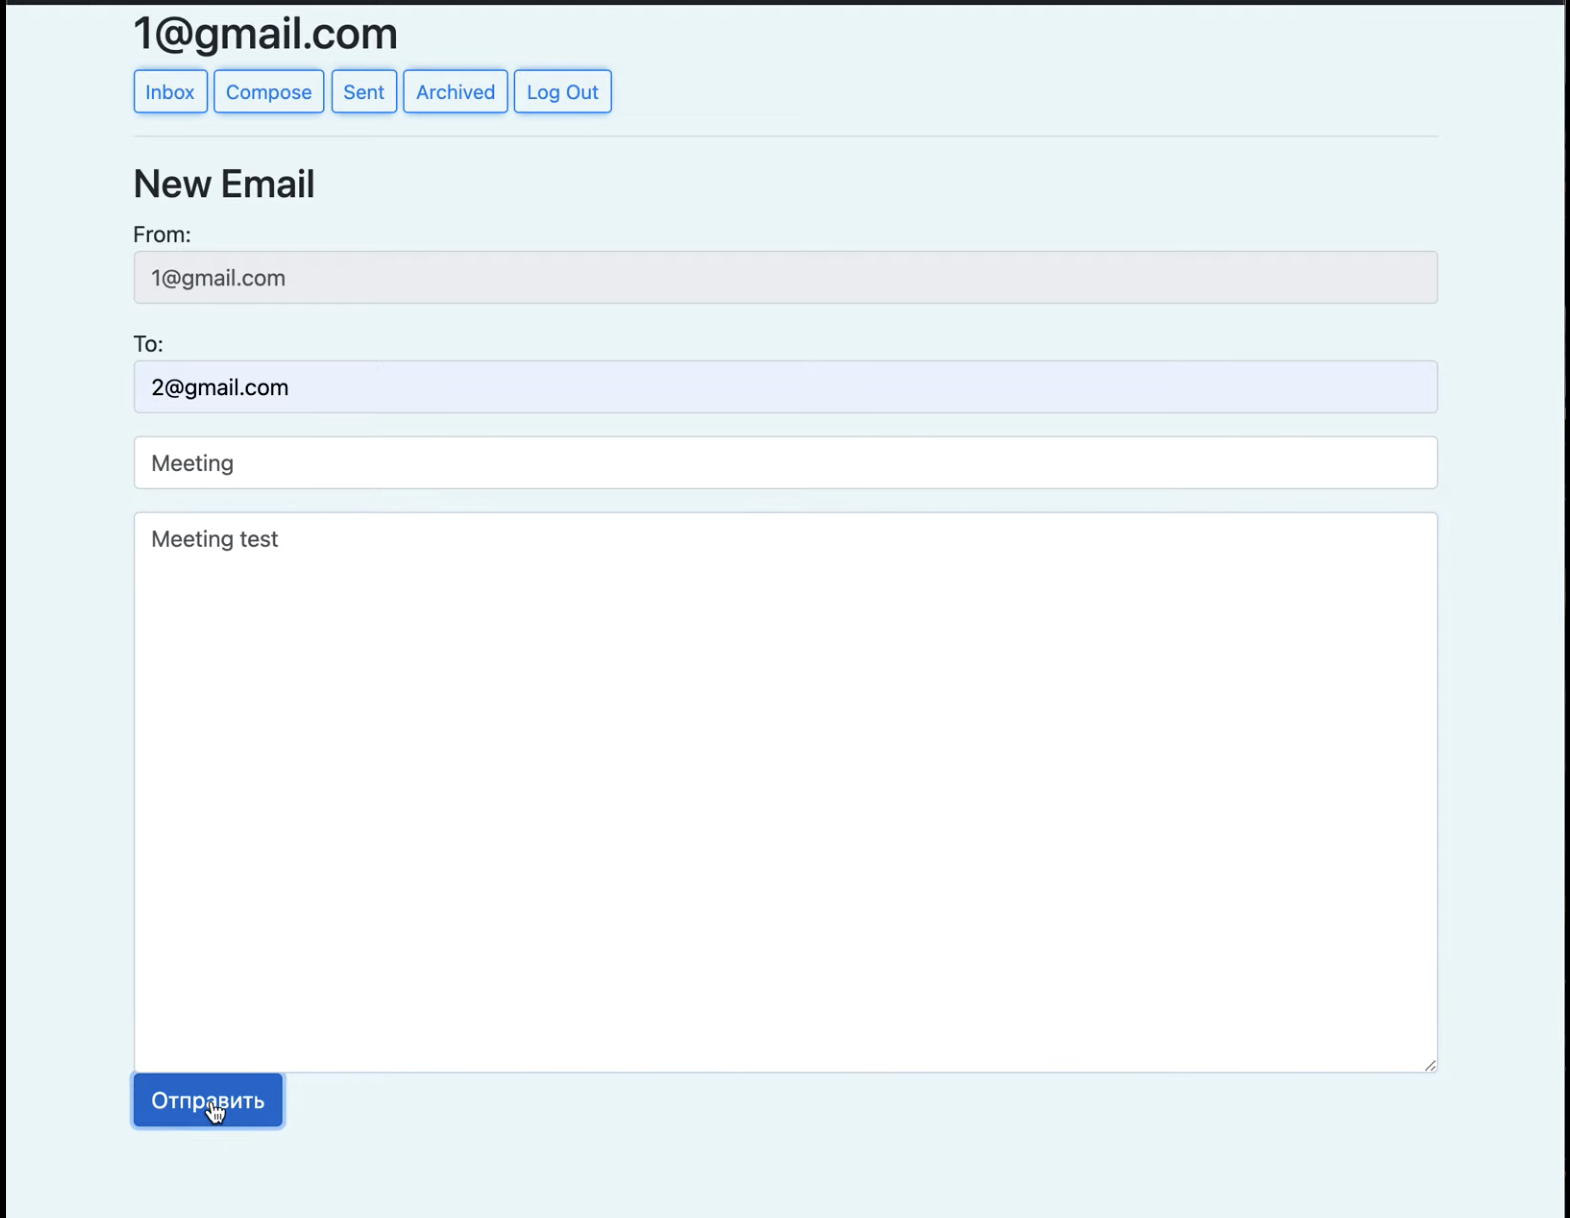 1@gmail.com
Inbox Compose Sent Archived Log Out
New Email
From:
1@gmail.com
To:
2@gmail.com
Meeting
Meeting test
Отправить